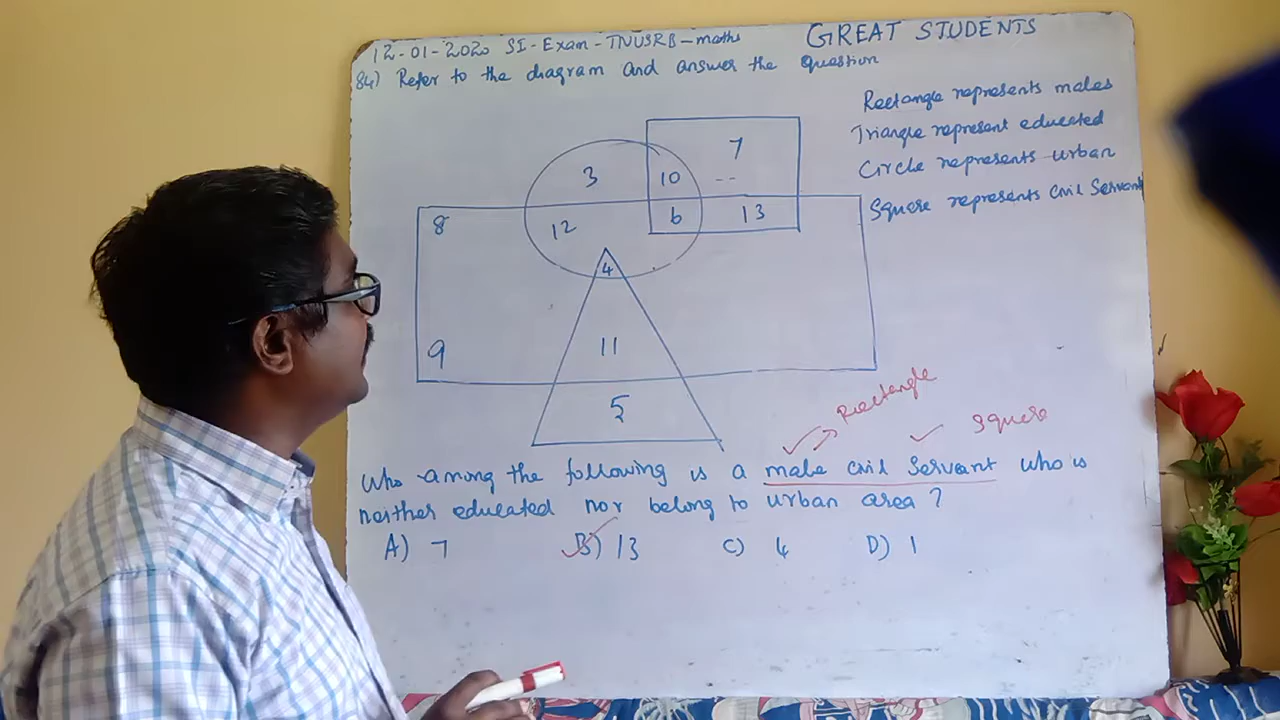 12-01-2020 SI-Exam-TNUSRB-maths GREAT STUDENTS
84) Refer to the diagram and answer the question
Rectangle represents males
Triangle represent educated
Circle represents urban
Square represents Civil Servant
3 10 7
8 12 6 13
4
9 11
5
Rectangle
Square
Who among the following is a male civil Servant who is
neither educated nor belong to urban area?
A) 7 B) 13 C) 4 D) 1